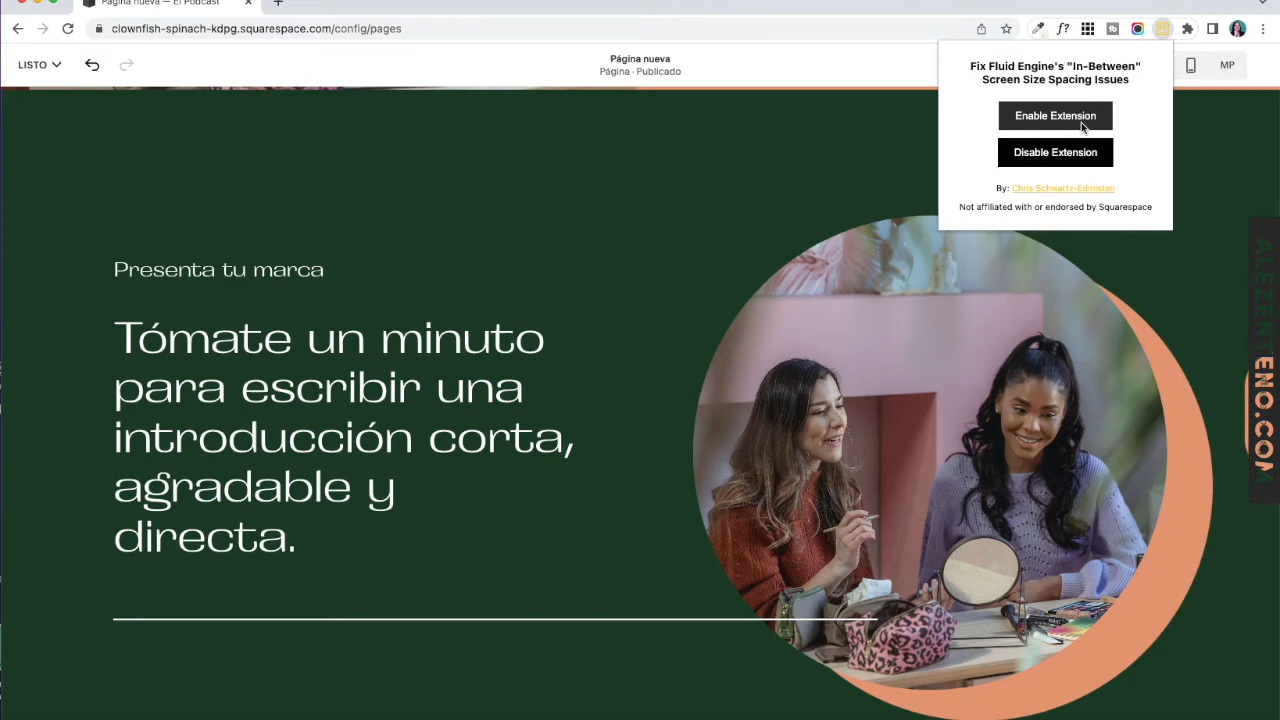 Página nueva — El Podcast
clownfish-spinach-kdpg.squarespace.com/config/pages
f?
LISTO
Página nueva
Página · Publicado
MP
Fix Fluid Engine's "In-Between"
Screen Size Spacing Issues
Enable Extension
Disable Extension
By: Chris Schwartz-Edmisten
Not affiliated with or endorsed by Squarespace
Presenta tu marca
Tómate un minuto
para escribir una
introducción corta,
agradable y
directa.
ALEZENTENO.COM